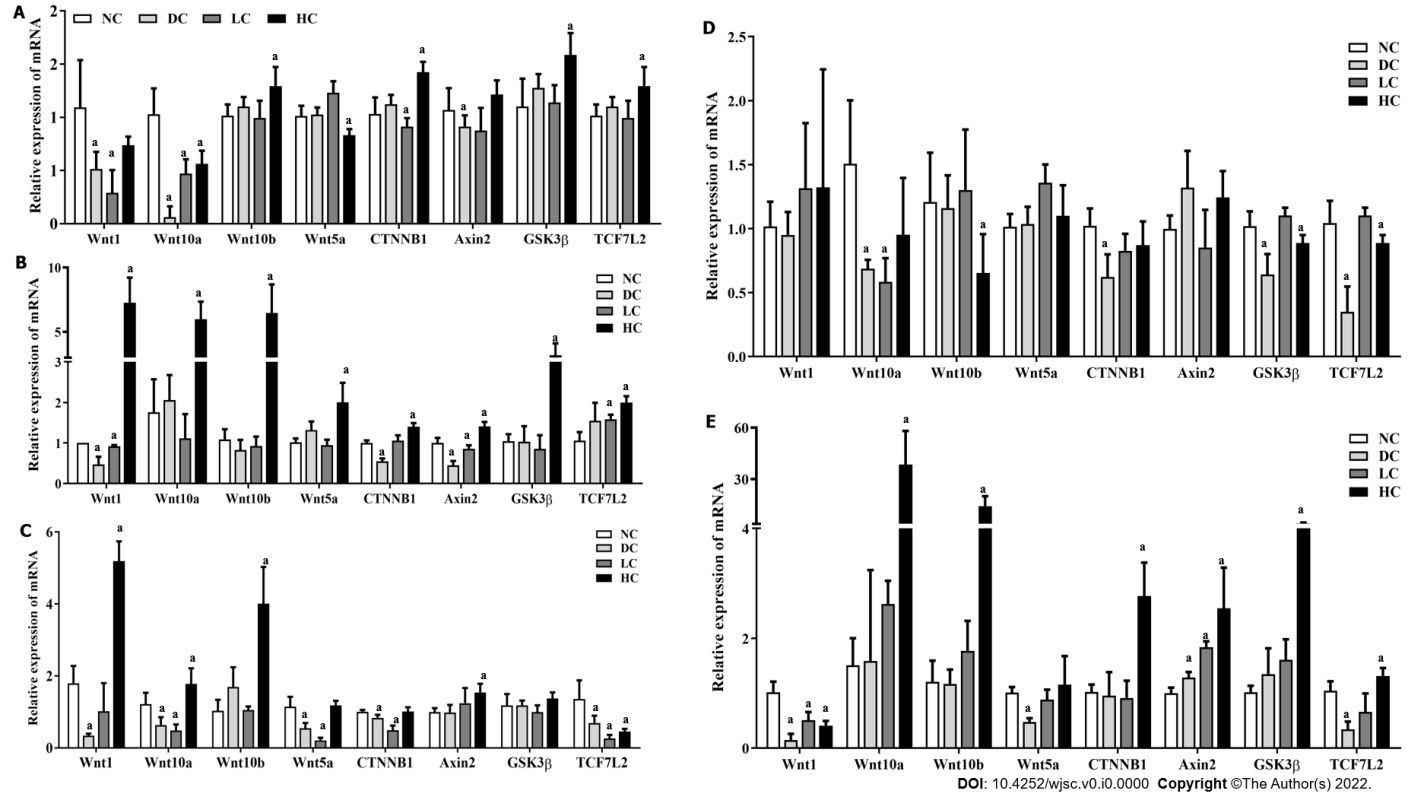 A
NC DC LC HC
Relative expression of mRNA
2
2
1
1
0
a a a a a a a a a a a a a
Wnt1 Wnt10a Wnt10b Wnt5a CTNNB1 Axin2 GSK3β TCF7L2
B
NC
DC
LC
HC
Relative expression of mRNA
10
5
3
2
1
0
a a a a a a a a a a a a a a
Wnt1 Wnt10a Wnt10b Wnt5a CTNNB1 Axin2 GSK3β TCF7L2
C
NC
DC
LC
HC
Relative expression of mRNA
6
4
2
0
a a a a a a a a a a a a a a
Wnt1 Wnt10a Wnt10b Wnt5a CTNNB1 Axin2 GSK3β TCF7L2
D
NC
DC
LC
HC
Relative expression of mRNA
2.5
2.0
1.5
1.0
0.5
0.0
a a a a a a a
Wnt1 Wnt10a Wnt10b Wnt5a CTNNB1 Axin2 GSK3β TCF7L2
E
NC
DC
LC
HC
Relative expression of mRNA
60
30
4
2
0
a a a a a a a a a a a a a
Wnt1 Wnt10a Wnt10b Wnt5a CTNNB1 Axin2 GSK3β TCF7L2
DOI: 10.4252/wjsc.v0.i0.0000 Copyright ©The Author(s) 2022.